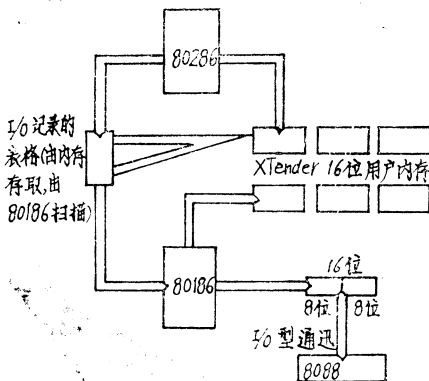 80286
I/O记录的
表格(由内存
存取,由
80186扫描)
XTender 16位用户内存
80186
16位
8位 8位
I/O型通讯
8088